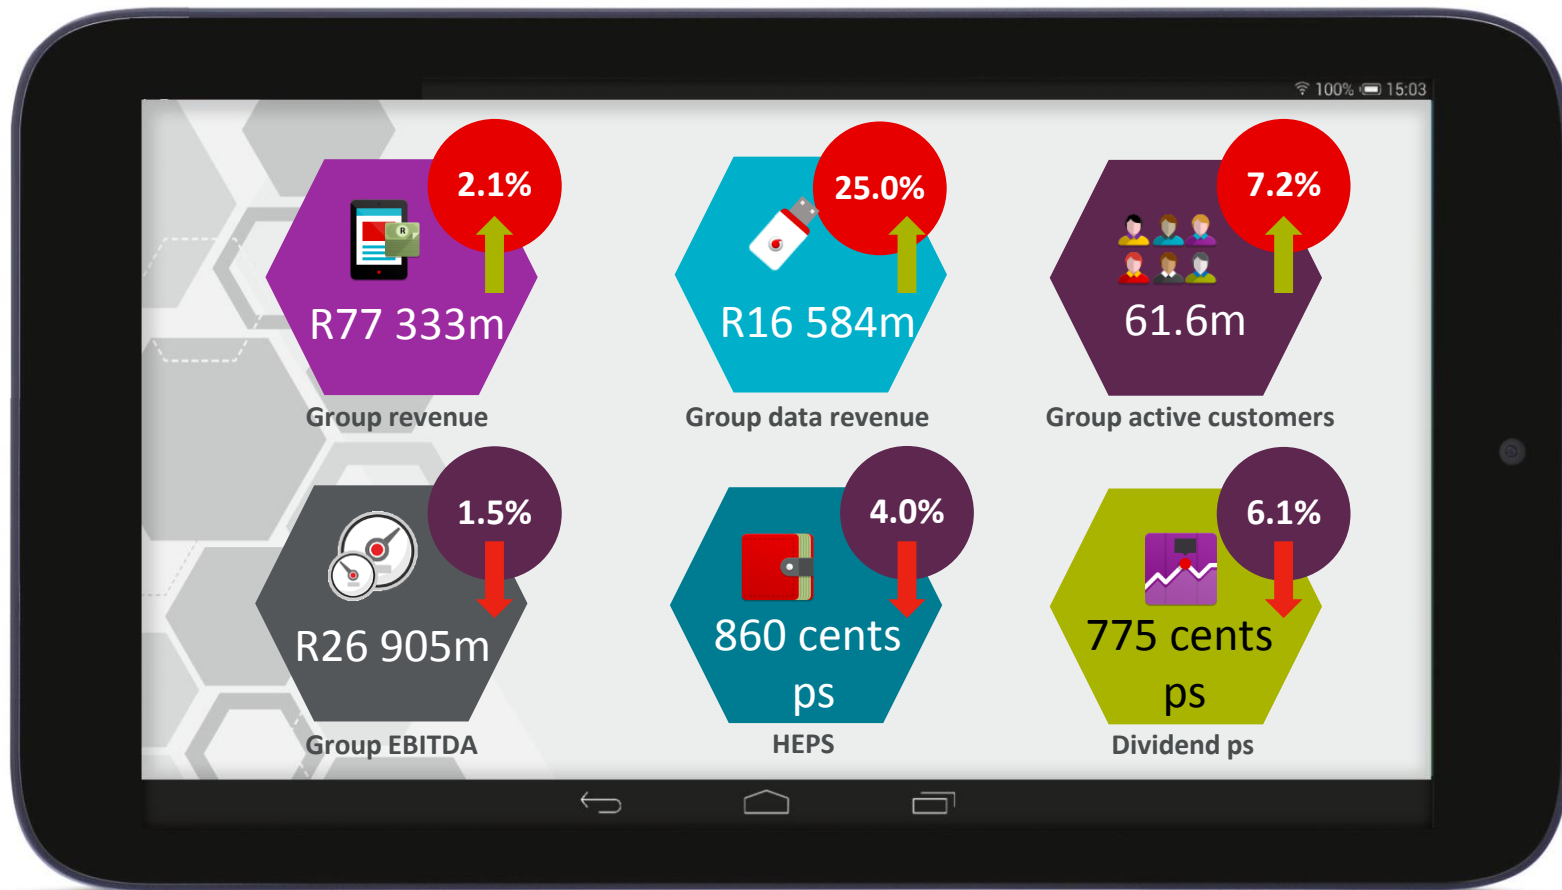 100% 15:03
2.1%
R77 333m
Group revenue
25.0%
R16 584m
Group data revenue
7.2%
61.6m
Group active customers
1.5%
R26 905m
Group EBITDA
4.0%
860 cents
ps
HEPS
6.1%
775 cents
ps
Dividend ps